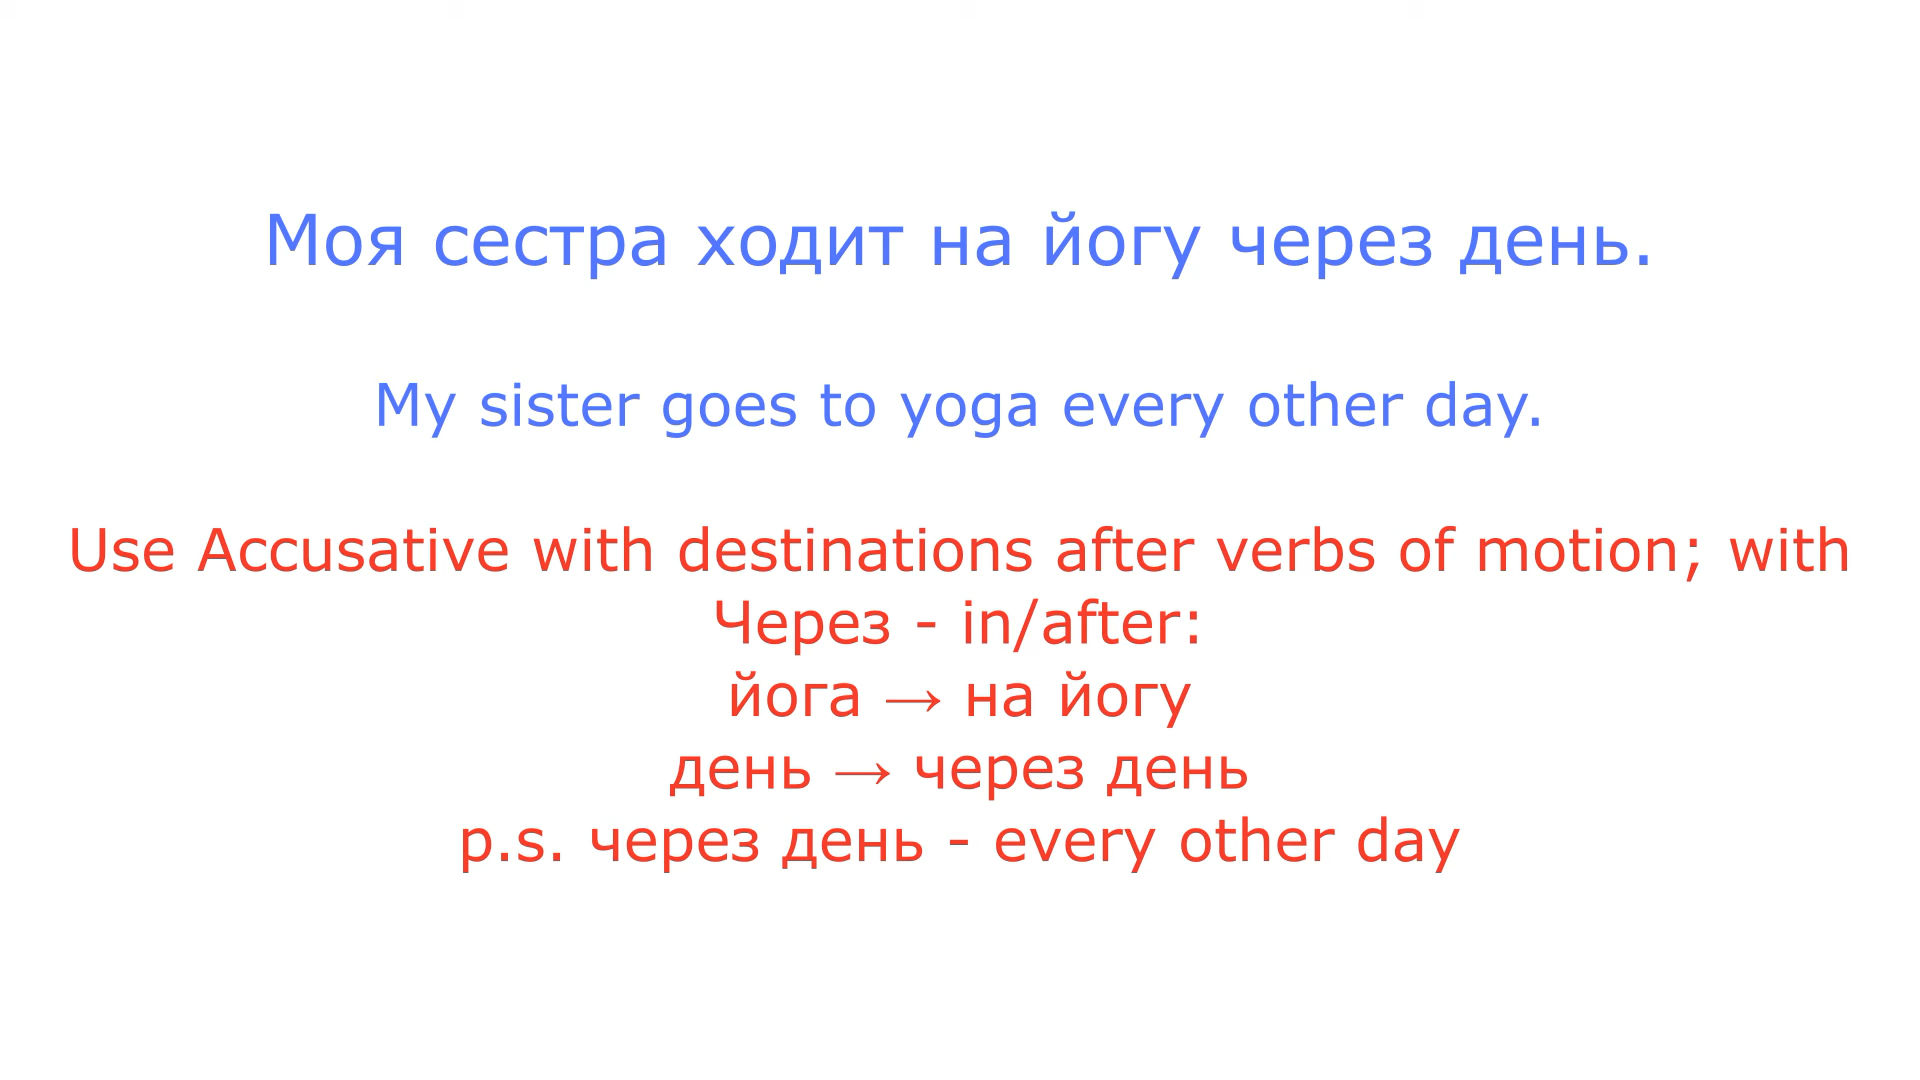 Моя сестра ходит на йогу через день.
My sister goes to yoga every other day.
Use Accusative with destinations after verbs of motion; with
Через - in/after:
йога → на йогу
день → через день
p.s. через день - every other day